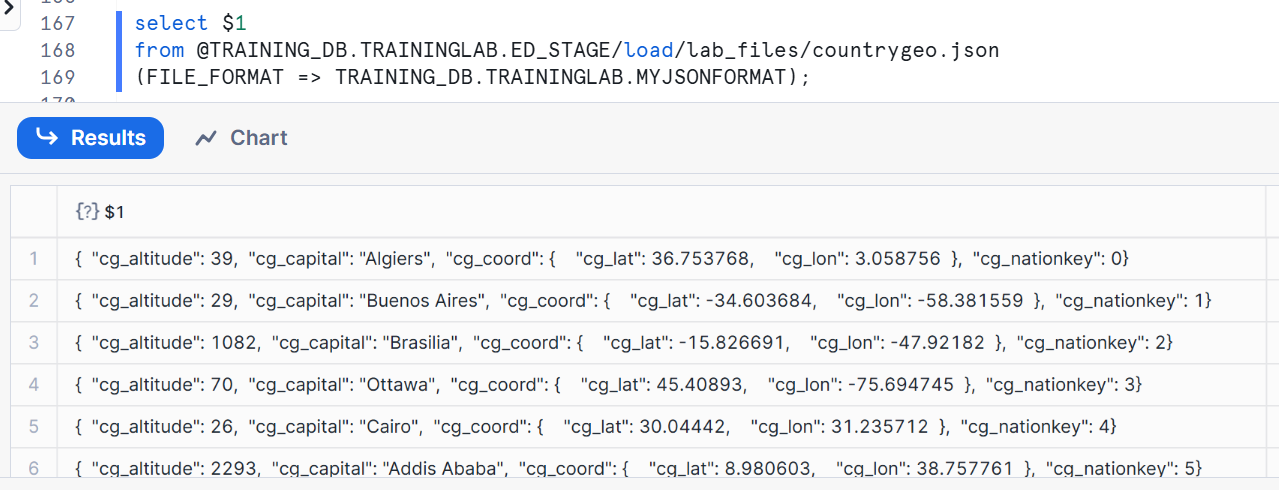 167 select $1
168 from @TRAINING_DB.TRAININGLAB.ED_STAGE/load/lab_files/countrygeo.json
169 (FILE_FORMAT => TRAINING_DB.TRAININGLAB.MYJSONFORMAT);
Results Chart
{?} $1
1 { "cg_altitude": 39, "cg_capital": "Algiers", "cg_coord": { "cg_lat": 36.753768, "cg_lon": 3.058756 }, "cg_nationkey": 0}
2 { "cg_altitude": 29, "cg_capital": "Buenos Aires", "cg_coord": { "cg_lat": -34.603684, "cg_lon": -58.381559 }, "cg_nationkey": 1}
3 { "cg_altitude": 1082, "cg_capital": "Brasilia", "cg_coord": { "cg_lat": -15.826691, "cg_lon": -47.92182 }, "cg_nationkey": 2}
4 { "cg_altitude": 70, "cg_capital": "Ottawa", "cg_coord": { "cg_lat": 45.40893, "cg_lon": -75.694745 }, "cg_nationkey": 3}
5 { "cg_altitude": 26, "cg_capital": "Cairo", "cg_coord": { "cg_lat": 30.04442, "cg_lon": 31.235712 }, "cg_nationkey": 4}
6 { "cg_altitude": 2293, "cg_capital": "Addis Ababa", "cg_coord": { "cg_lat": 8.980603, "cg_lon": 38.757761 }, "cg_nationkey": 5}